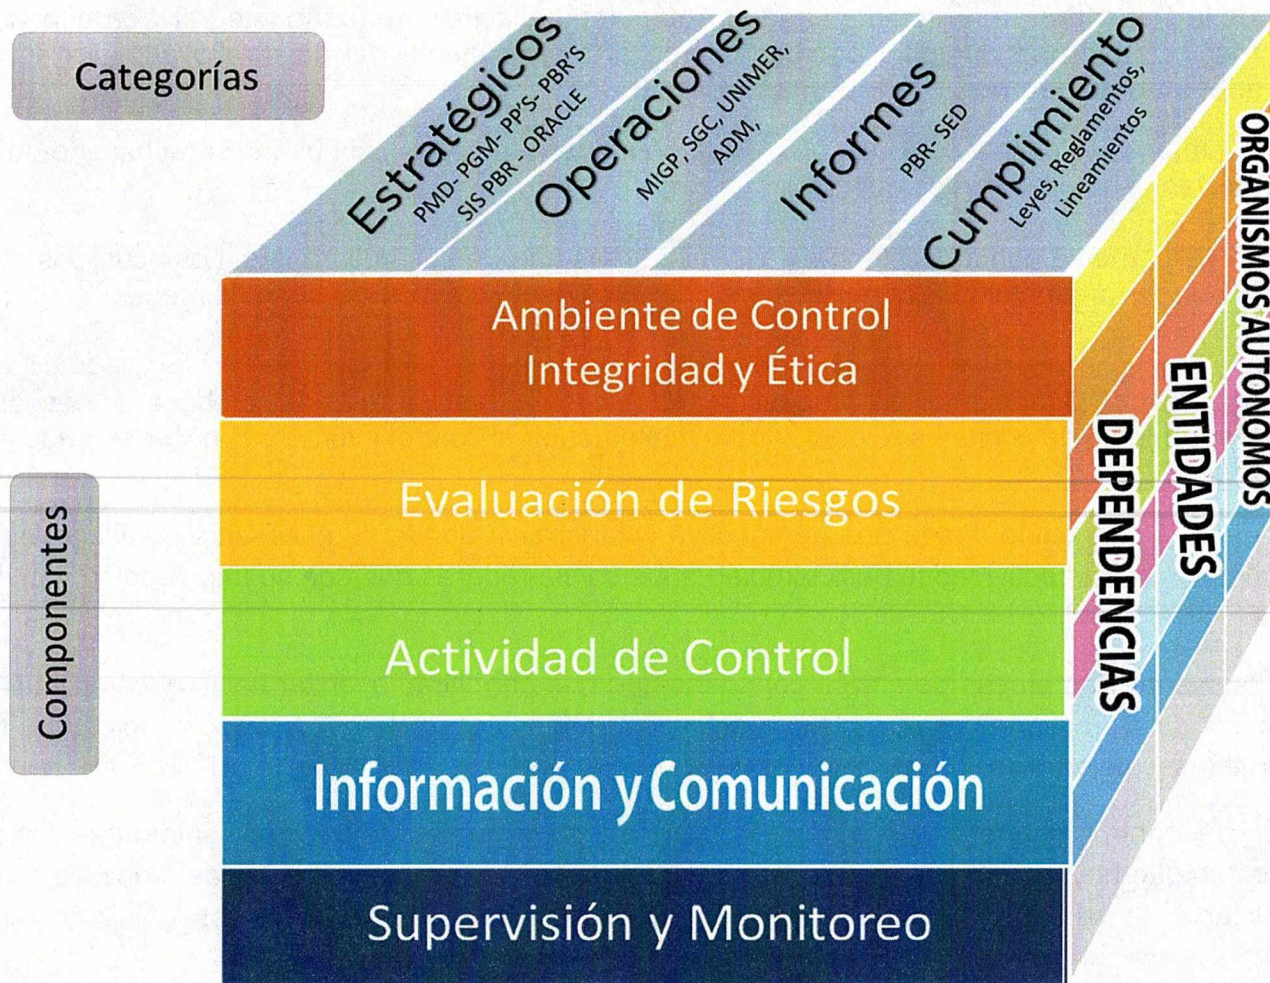 Categorías
Estratégicos
PMD- PGM- PP'S- PBR'S
SIS PBR - ORACLE
Operaciones
MIGP, SGC, UNIMER,
ADM,
Informes
PBR- SED
Cumplimiento
Leyes, Reglamentos,
Lineamientos
Componentes
Ambiente de Control
Integridad y Ética
Evaluación de Riesgos
Actividad de Control
Información y Comunicación
Supervisión y Monitoreo
DEPENDENCIAS
ENTIDADES
ORGANISMOS AUTONOMOS